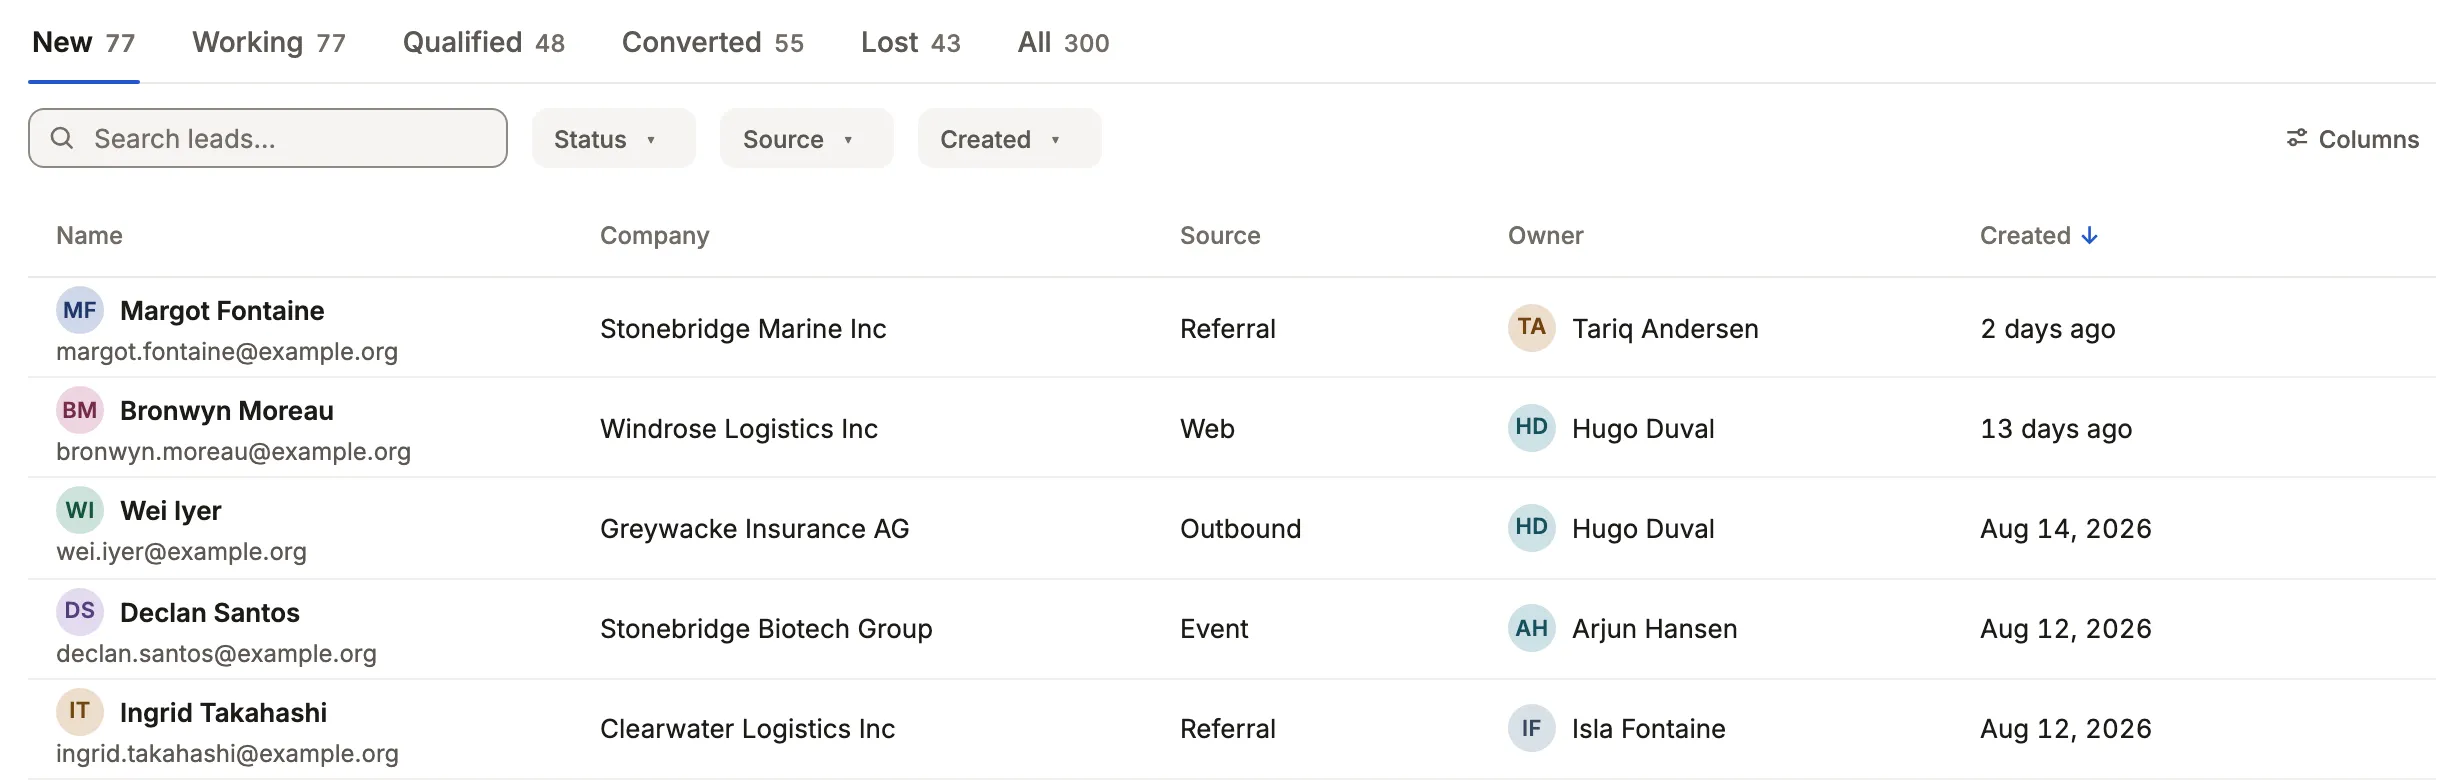 New 77 Working 77 Qualified 48 Converted 55 Lost 43 All 300
Search leads... Status ▾ Source ▾ Created ▾ Columns
Name Company Source Owner Created ↓
MF Margot Fontaine
margot.fontaine@example.org
Stonebridge Marine Inc Referral TA Tariq Andersen 2 days ago
BM Bronwyn Moreau
bronwyn.moreau@example.org
Windrose Logistics Inc Web HD Hugo Duval 13 days ago
WI Wei Iyer
wei.iyer@example.org
Greywacke Insurance AG Outbound HD Hugo Duval Aug 14, 2026
DS Declan Santos
declan.santos@example.org
Stonebridge Biotech Group Event AH Arjun Hansen Aug 12, 2026
IT Ingrid Takahashi
ingrid.takahashi@example.org
Clearwater Logistics Inc Referral IF Isla Fontaine Aug 12, 2026